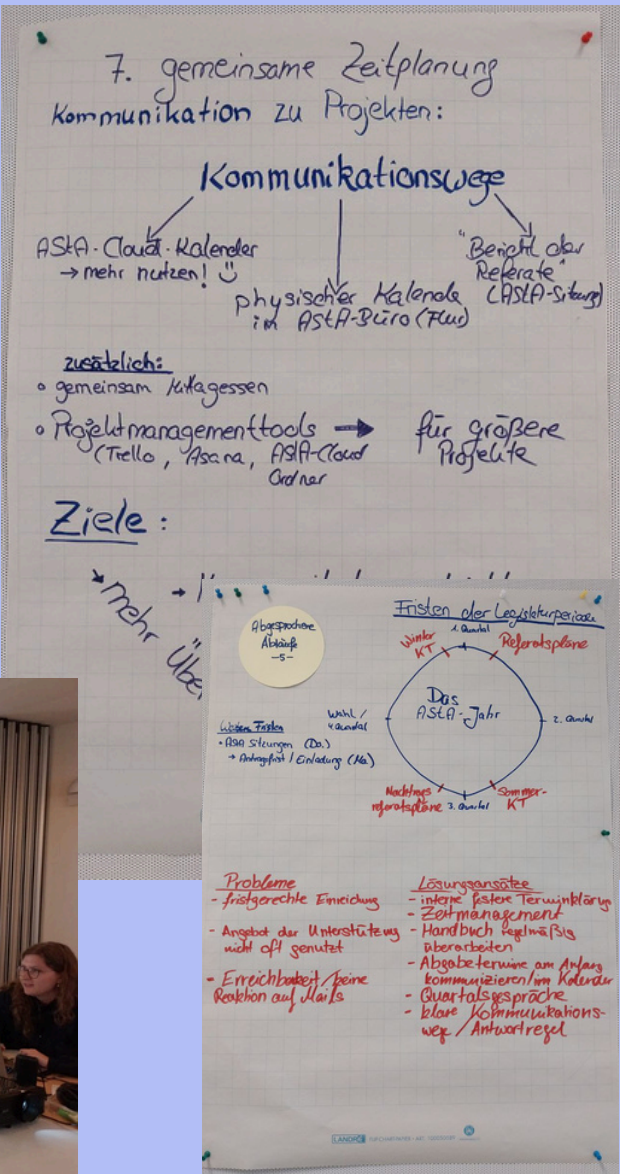 7. gemeinsame Zeitplanung
Kommunikation zu Projekten:
Kommunikationswege
AStA-Cloud-Kalender
→ mehr nutzen! ☺
physischer Kalender
im AStA-Büro (Flur)
"Bericht der
Referate"
(AStA-Sitzung)
zusätzlich:
gemeinsam Mittagessen
Projektmanagementtools → für größere
Projekte
(Trello, Asana, AStA-Cloud
Ordner
Ziele:
→ mehr
Abgesprochene
Abläufe
-5-
Fristen der Legislaturperiode
1. Quartal
Winter
KT
Referatspläne
Das
AStA-Jahr
Wahl /
4. Quartal
2. Quartal
Nachtrags
referatspläne
3. Quartal
Sommer-
KT
Weitere Fristen
• AStA Sitzungen (Do.)
→ Antragsfrist / Einladung (Mo.)
Probleme
- fristgerechte Einreichung
- Angebot der Unterstützung
nicht oft genutzt
- Erreichbarkeit / keine
Reaktion auf Mails
Lösungsansätze
- interne festere Terminklärung
- Zeitmanagement
- Handbuch regelmäßig
überarbeiten
- Abgabetermine am Anfang
kommunizieren/im Kalender
- Quartalsgespräche
- klare Kommunikations-
wege / Antwortregel